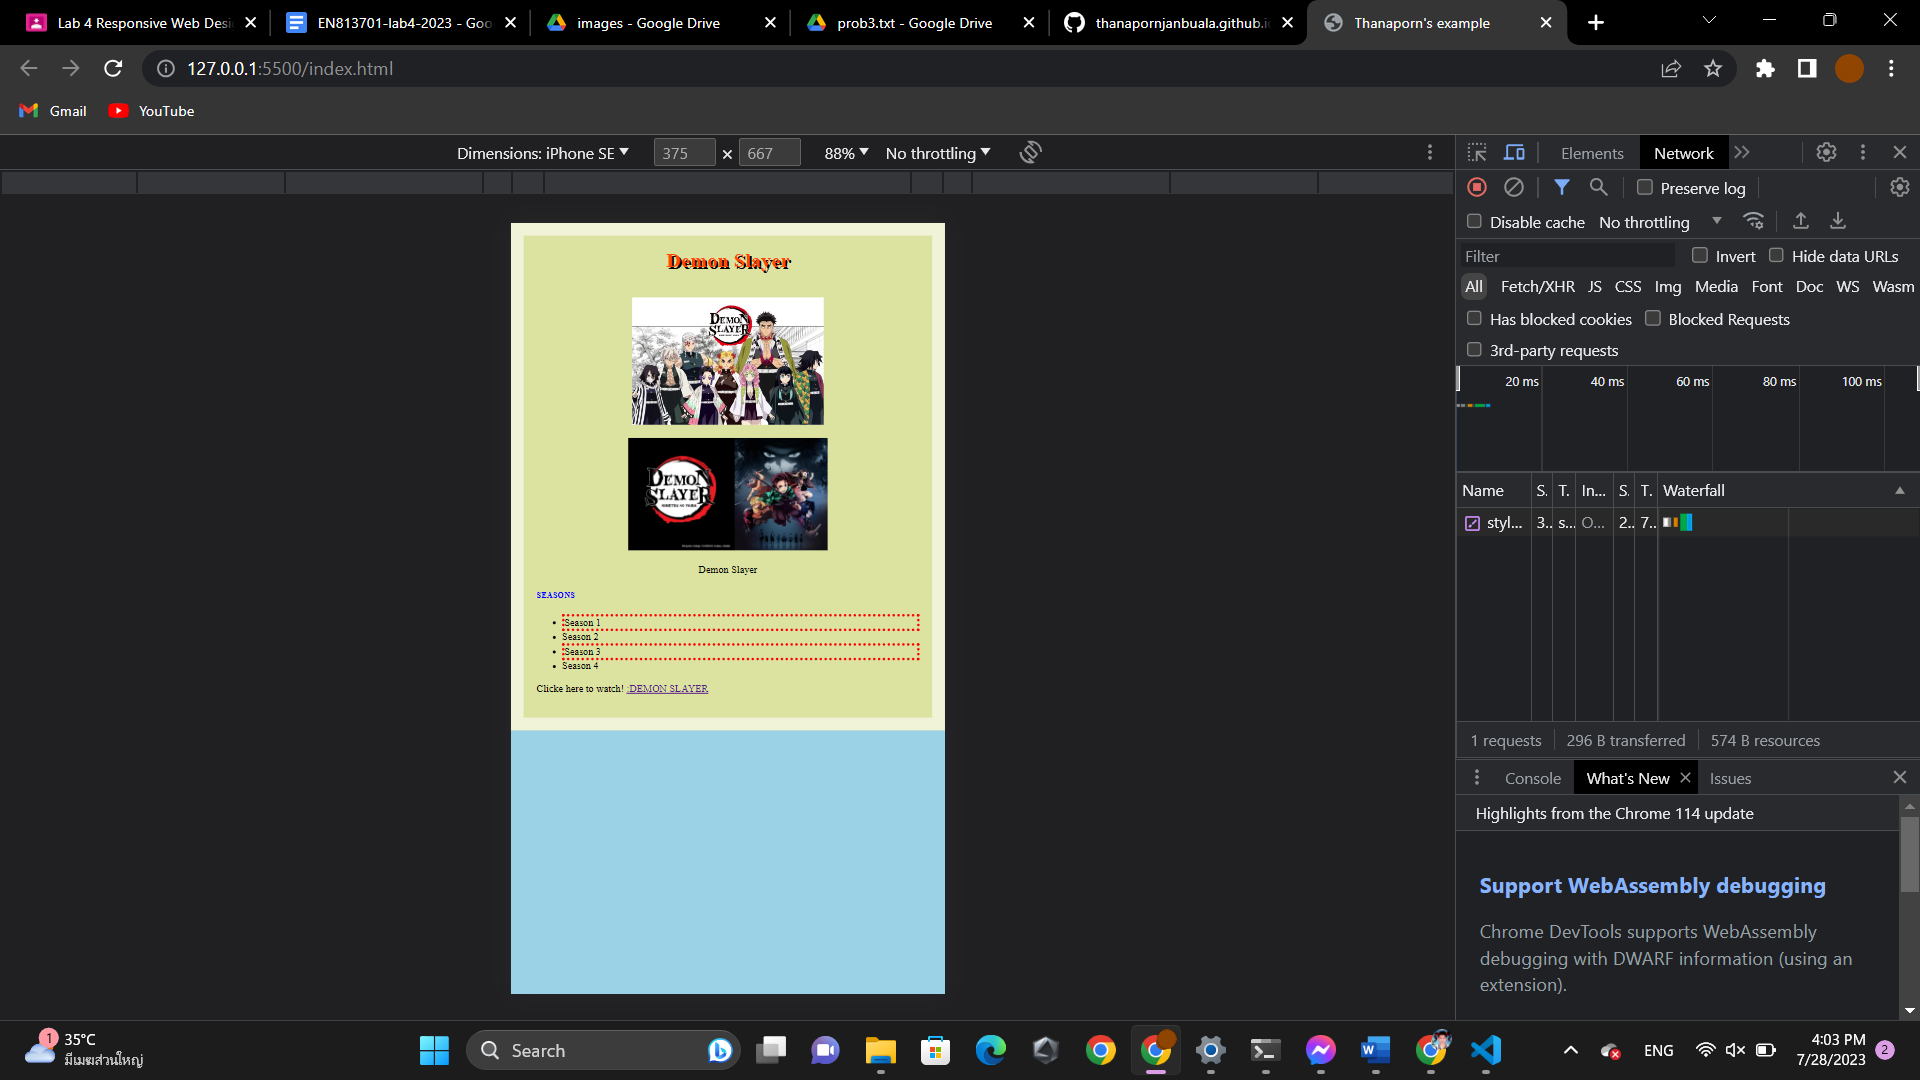 Lab 4 Responsive Web Desi
EN813701-lab4-2023 - Goo
images - Google Drive
prob3.txt - Google Drive
thanapornjanbuala.github.i
Thanaporn's example
127.0.0.1:5500/index.html
Gmail
YouTube
Dimensions: iPhone SE
375 × 667
88%
No throttling
Elements
Network
Preserve log
Disable cache
No throttling
Filter
Invert
Hide data URLs
All Fetch/XHR JS CSS Img Media Font Doc WS Wasm
Has blocked cookies
Blocked Requests
3rd-party requests
20 ms 40 ms 60 ms 80 ms 100 ms
Name S. T. In... S. T. Waterfall
styl... 3.. s... O... 2.. 7..
1 requests 296 B transferred 574 B resources
Console What's New Issues
Highlights from the Chrome 114 update
Support WebAssembly debugging
Chrome DevTools supports WebAssembly
debugging with DWARF information (using an
extension).
Demon Slayer
DEMON
SLAYER
DEMON
SLAYER
Demon Slayer
SEASONS
• Season 1
• Season 2
• Season 3
• Season 4
Clicke here to watch! :DEMON SLAYER
1
35°C
มีเมฆส่วนใหญ่
Search
ENG
4:03 PM
7/28/2023
2